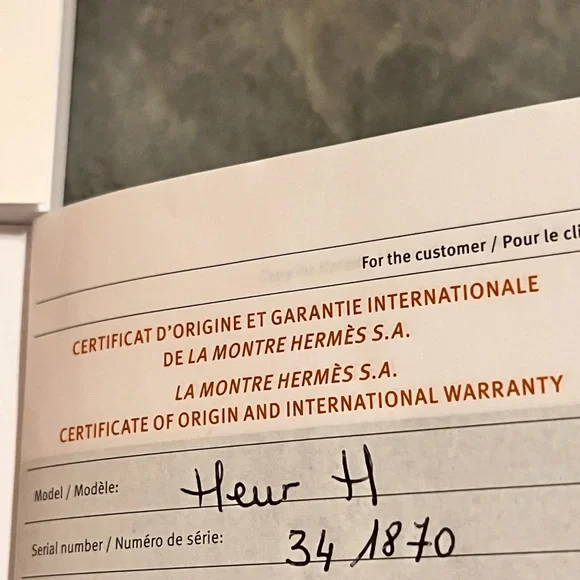 For the customer / Pour le cli
CERTIFICAT D'ORIGINE ET GARANTIE INTERNATIONALE
DE LA MONTRE HERMÈS S.A.
LA MONTRE HERMÈS S.A.
CERTIFICATE OF ORIGIN AND INTERNATIONAL WARRANTY
Model / Modèle: Heur H
Serial number / Numéro de série: 34 1870